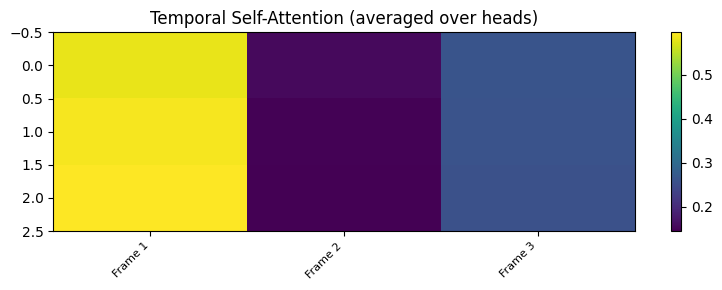 Temporal Self-Attention (averaged over heads)
−0.5
0.0
0.5
1.0
1.5
2.0
2.5
Frame 1
Frame 2
Frame 3
0.5
0.4
0.3
0.2